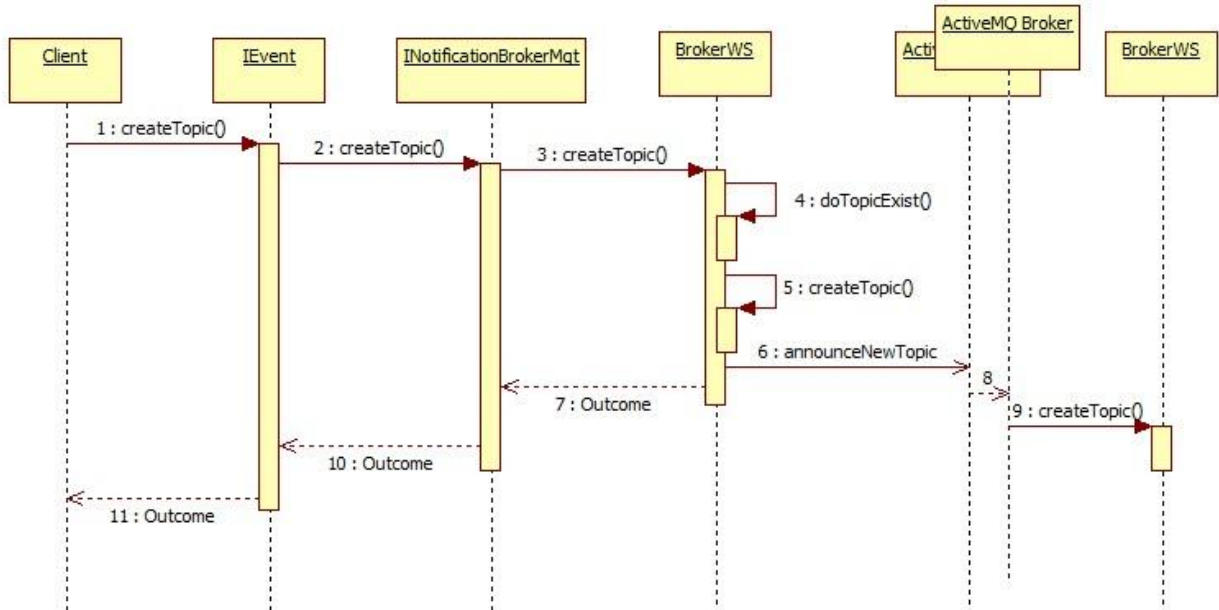 Client
IEvent
INotificationBrokerMgt
BrokerWS
ActiveMQ Broker
BrokerWS
1 : createTopic()
2 : createTopic()
3 : createTopic()
4 : doTopicExist()
5 : createTopic()
6 : announceNewTopic
7 : Outcome
8
9 : createTopic()
10 : Outcome
11 : Outcome